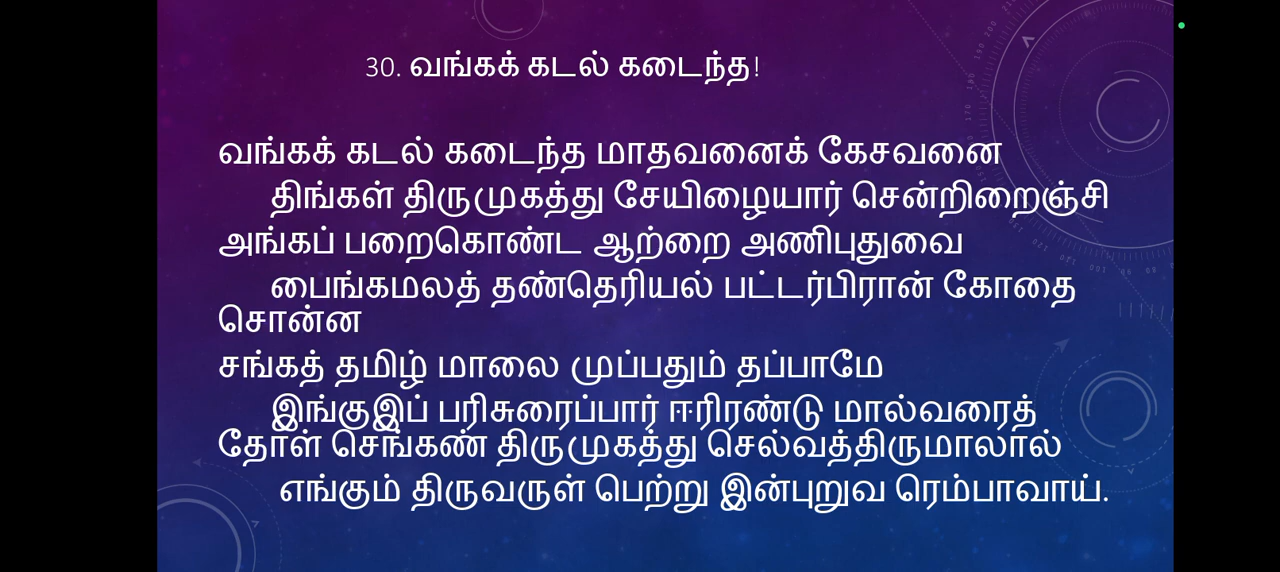 30. வங்கக் கடல் கடைந்த!
வங்கக் கடல் கடைந்த மாதவனைக் கேசவனை
திங்கள் திருமுகத்து சேயிழையார் சென்றிறைஞ்சி
அங்கப் பறைகொண்ட ஆற்றை அணிபுதுவை
பைங்கமலத் தண்தெரியல் பட்டர்பிரான் கோதை
சொன்ன
சங்கத் தமிழ் மாலை முப்பதும் தப்பாமே
இங்குஇப் பரிசுரைப்பார் ஈரிரண்டு மால்வரைத்
தோள் செங்கண் திருமுகத்து செல்வத்திருமாலால்
எங்கும் திருவருள் பெற்று இன்புறுவ ரெம்பாவாய்.